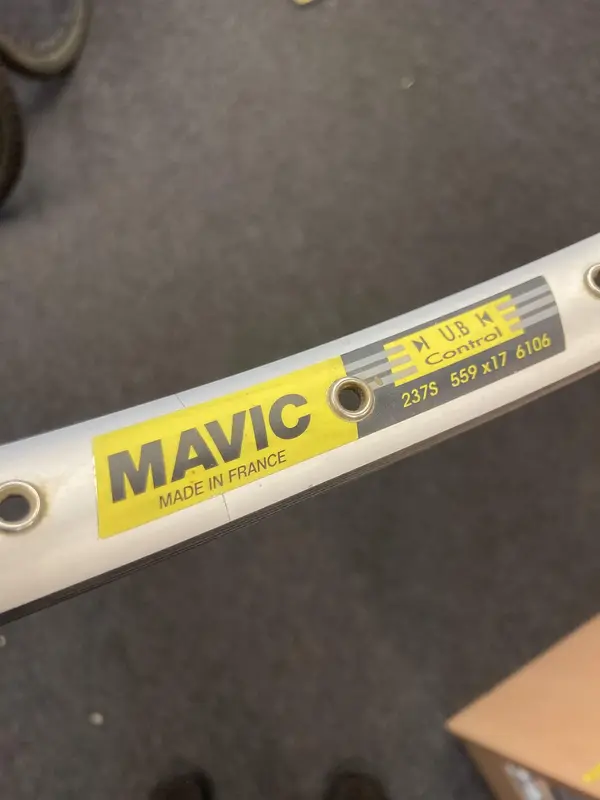 MAVIC
MADE IN FRANCE
U.B
Control
237S 559 x17 6106